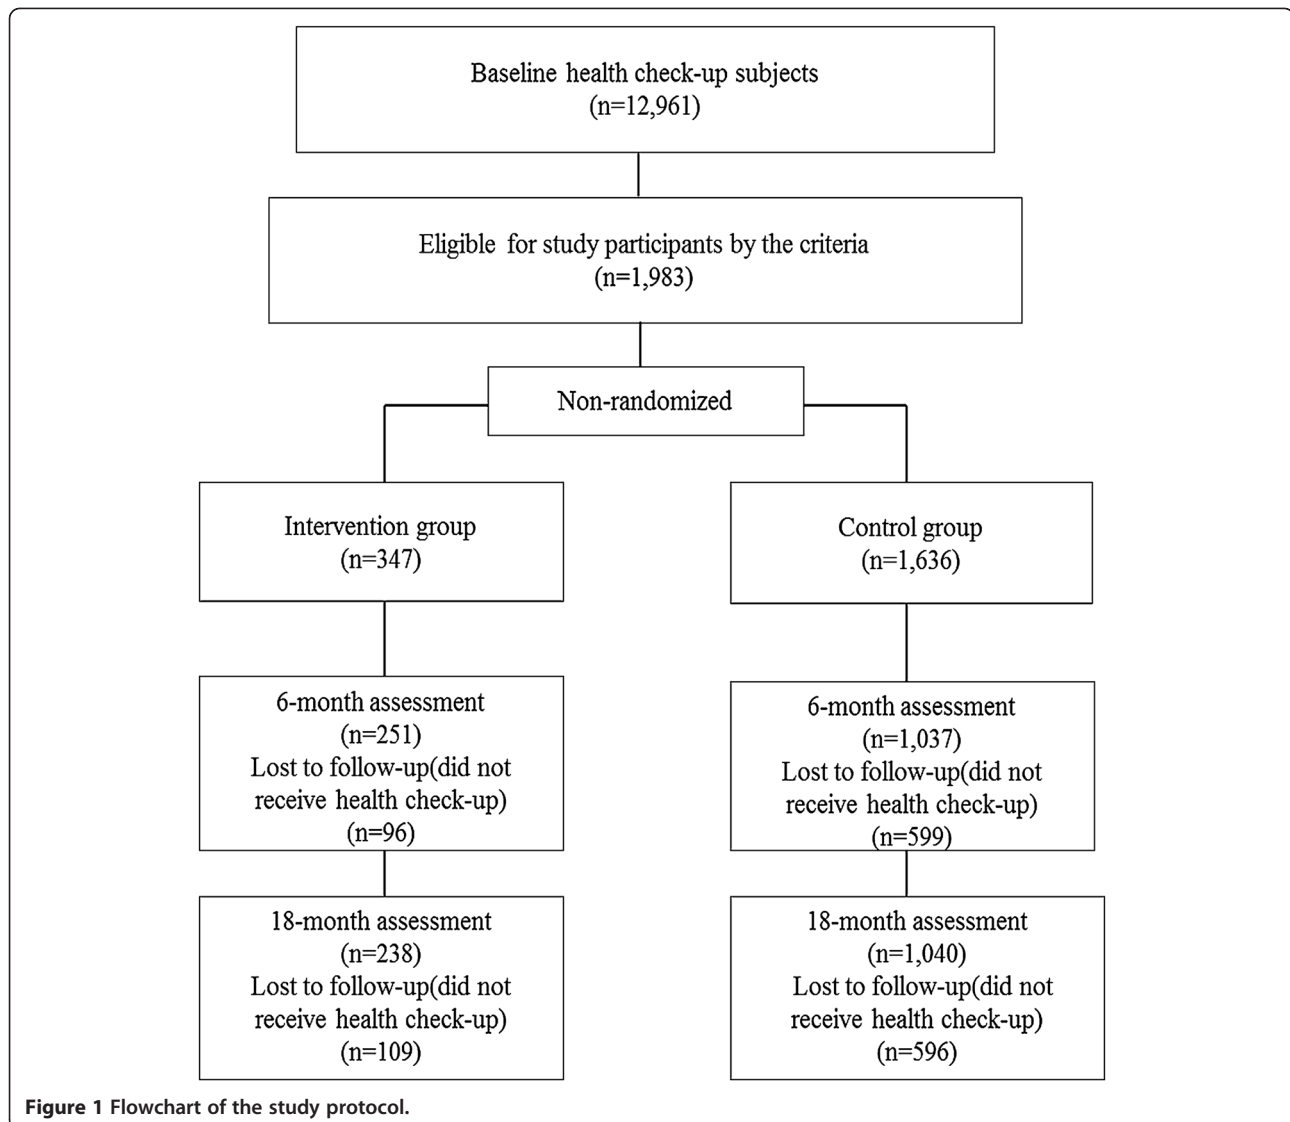 Baseline health check-up subjects
(n=12,961)
Eligible for study participants by the criteria
(n=1,983)
Non-randomized
Intervention group
(n=347)
Control group
(n=1,636)
6-month assessment
(n=251)
Lost to follow-up(did not
receive health check-up)
(n=96)
6-month assessment
(n=1,037)
Lost to follow-up(did not
receive health check-up)
(n=599)
18-month assessment
(n=238)
Lost to follow-up(did not
receive health check-up)
(n=109)
18-month assessment
(n=1,040)
Lost to follow-up(did not
receive health check-up)
(n=596)
Figure 1 Flowchart of the study protocol.